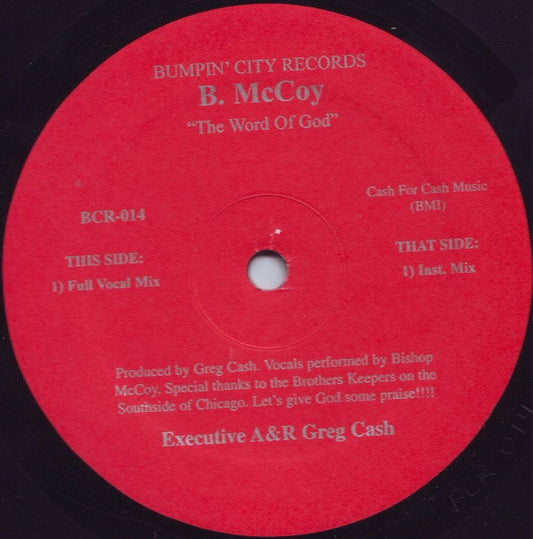 BUMPIN' CITY RECORDS
B. McCoy
"The Word Of God"
Cash For Cash Music
(BMI)
BCR-014
THIS SIDE:
1) Full Vocal Mix
THAT SIDE:
1) Inst. Mix
Produced by Greg Cash. Vocals performed by Bishop
McCoy. Special thanks to the Brothers Keepers on the
Southside of Chicago. Let's give God some praise!!!!
Executive A&R Greg Cash
BCR 014